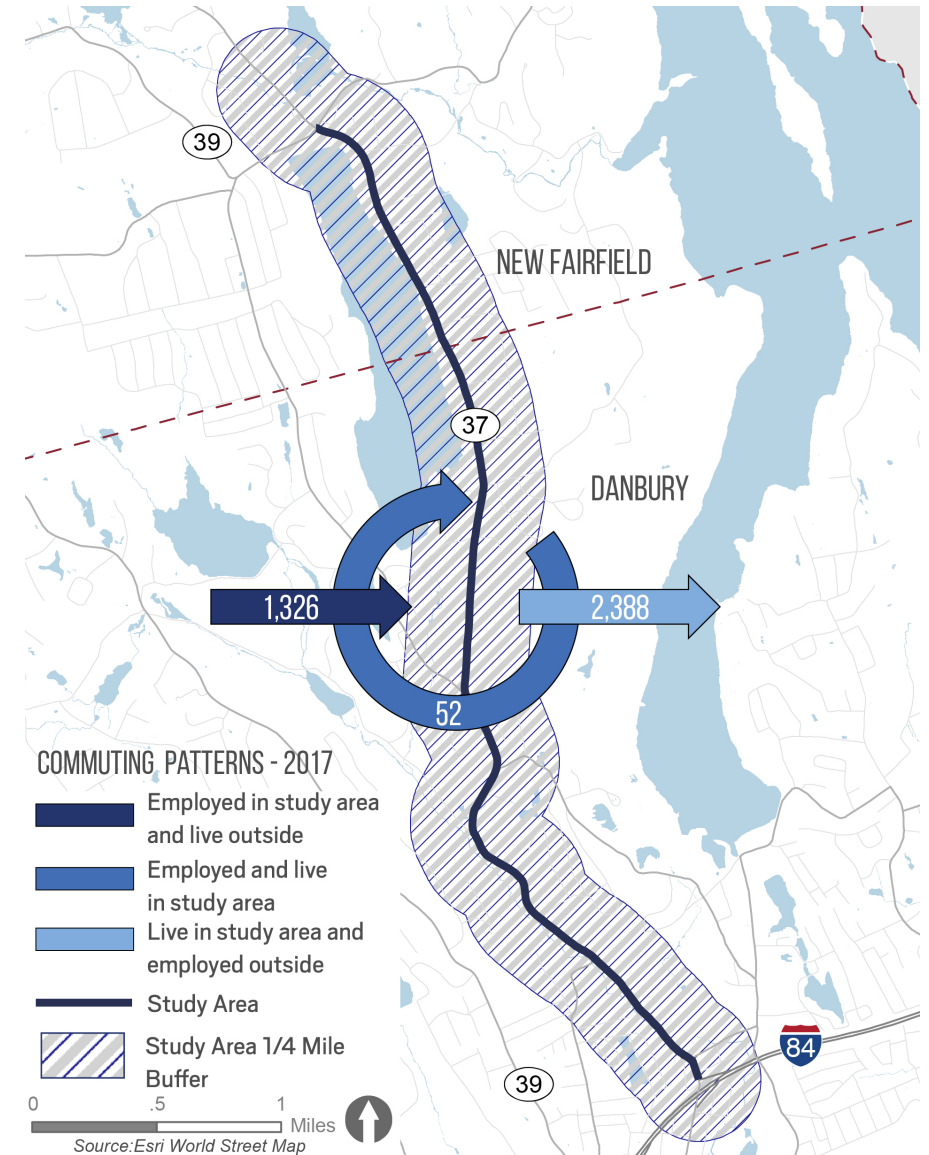 39
NEW FAIRFIELD
37
DANBURY
1,326
2,388
52
COMMUTING PATTERNS - 2017
Employed in study area
and live outside
Employed and live
in study area
Live in study area and
employed outside
Study Area
Study Area 1/4 Mile
Buffer
84
39
0 .5 1
Miles
Source:Esri World Street Map